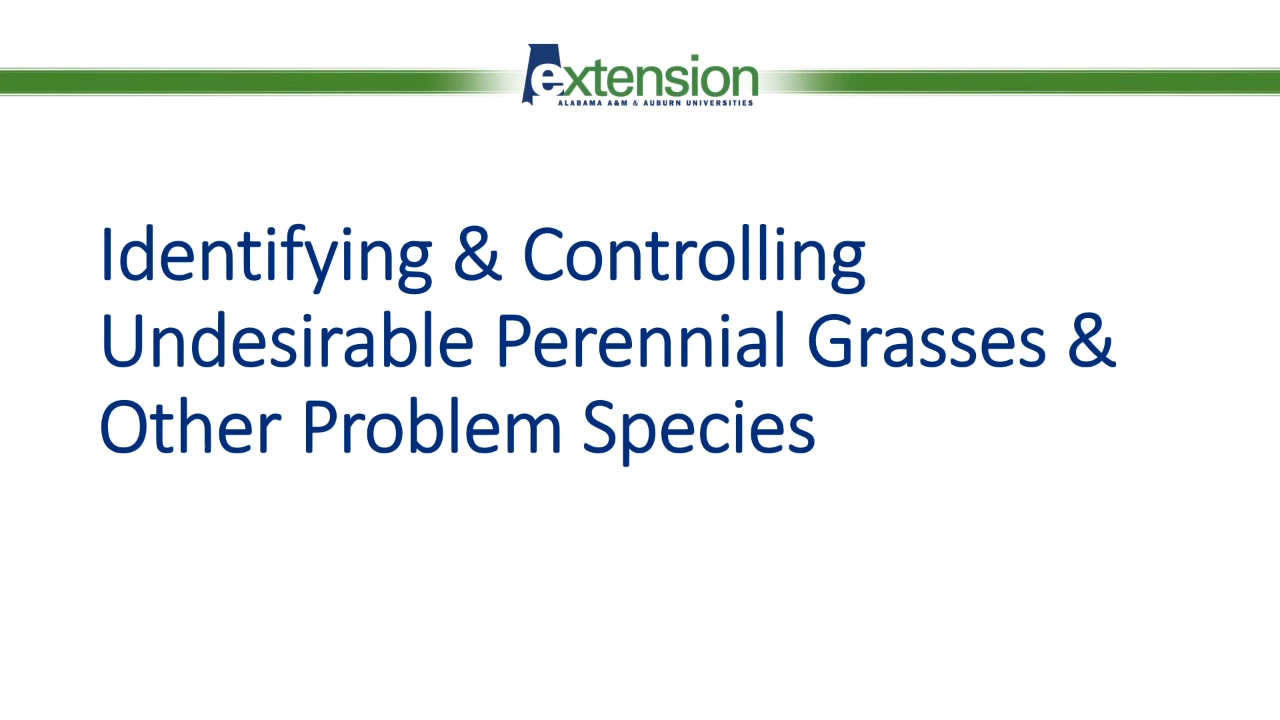 extension
ALABAMA A&M & AUBURN UNIVERSITIES
Identifying & Controlling
Undesirable Perennial Grasses &
Other Problem Species